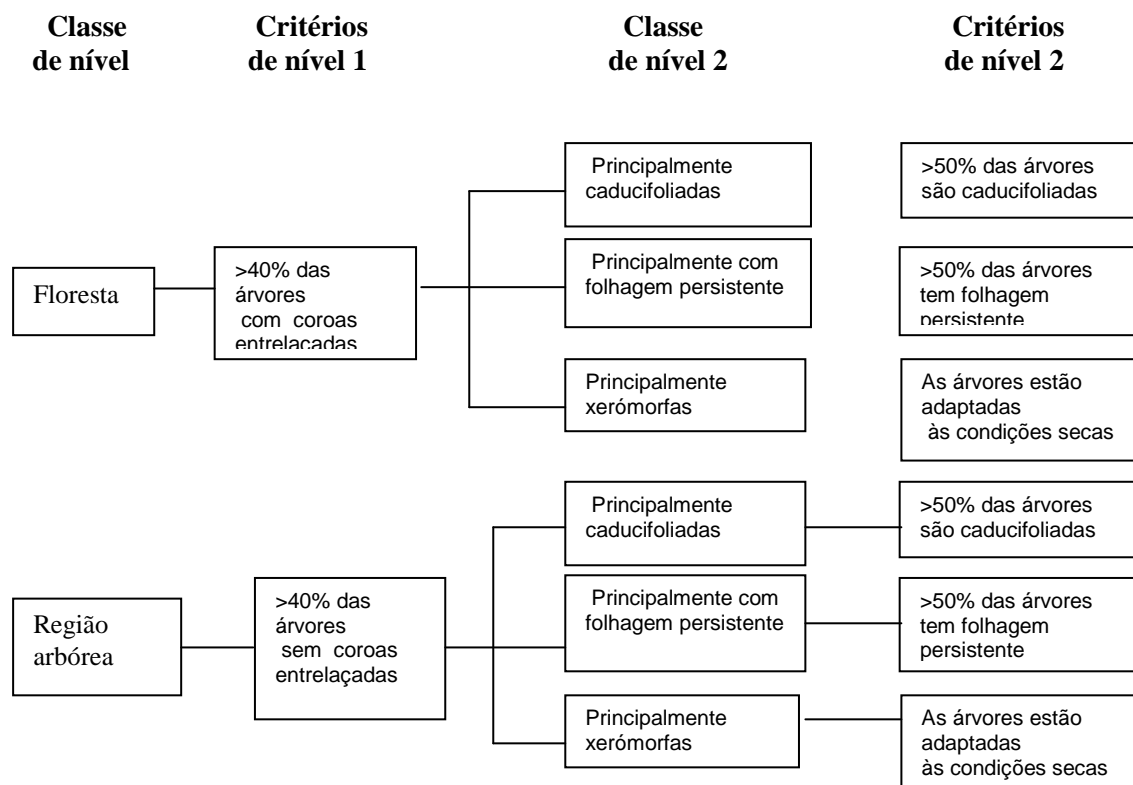 Classe
de nível
Critérios
de nível 1
Classe
de nível 2
Critérios
de nível 2
Floresta
>40% das
árvores
com coroas
entrelaçadas
Principalmente
caducifoliadas
>50% das árvores
são caducifoliadas
Principalmente com
folhagem persistente
>50% das árvores
tem folhagem
persistente
Principalmente
xerómorfas
As árvores estão
adaptadas
às condições secas
Região
arbórea
>40% das
árvores
sem coroas
entrelaçadas
Principalmente
caducifoliadas
>50% das árvores
são caducifoliadas
Principalmente com
folhagem persistente
>50% das árvores
tem folhagem
persistente
Principalmente
xerómorfas
As árvores estão
adaptadas
às condições secas